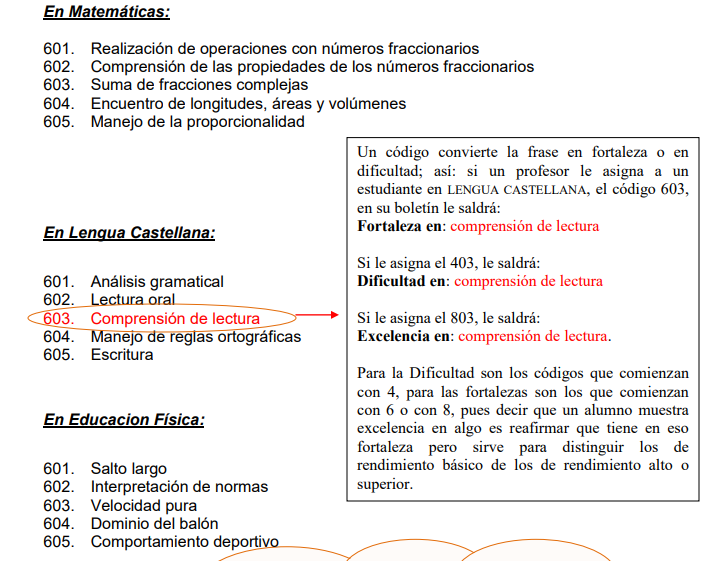 En Matemáticas:
601. Realización de operaciones con números fraccionarios
602. Comprensión de las propiedades de los números fraccionarios
603. Suma de fracciones complejas
604. Encuentro de longitudes, áreas y volúmenes
605. Manejo de la proporcionalidad
En Lengua Castellana:
601. Análisis gramatical
602. Lectura oral
603. Comprensión de lectura
604. Manejo de reglas ortográficas
605. Escritura
En Educacion Física:
601. Salto largo
602. Interpretación de normas
603. Velocidad pura
604. Dominio del balón
605. Comportamiento deportivo
Un código convierte la frase en fortaleza o en
dificultad; así: si un profesor le asigna a un
estudiante en LENGUA CASTELLANA, el código 603,
en su boletín le saldrá:
Fortaleza en: comprensión de lectura
Si le asigna el 403, le saldrá:
Dificultad en: comprensión de lectura
Si le asigna el 803, le saldrá:
Excelencia en: comprensión de lectura.
Para la Dificultad son los códigos que comienzan
con 4, para las fortalezas son los que comienzan
con 6 o con 8, pues decir que un alumno muestra
excelencia en algo es reafirmar que tiene en eso
fortaleza pero sirve para distinguir los de
rendimiento básico de los de rendimiento alto o
superior.